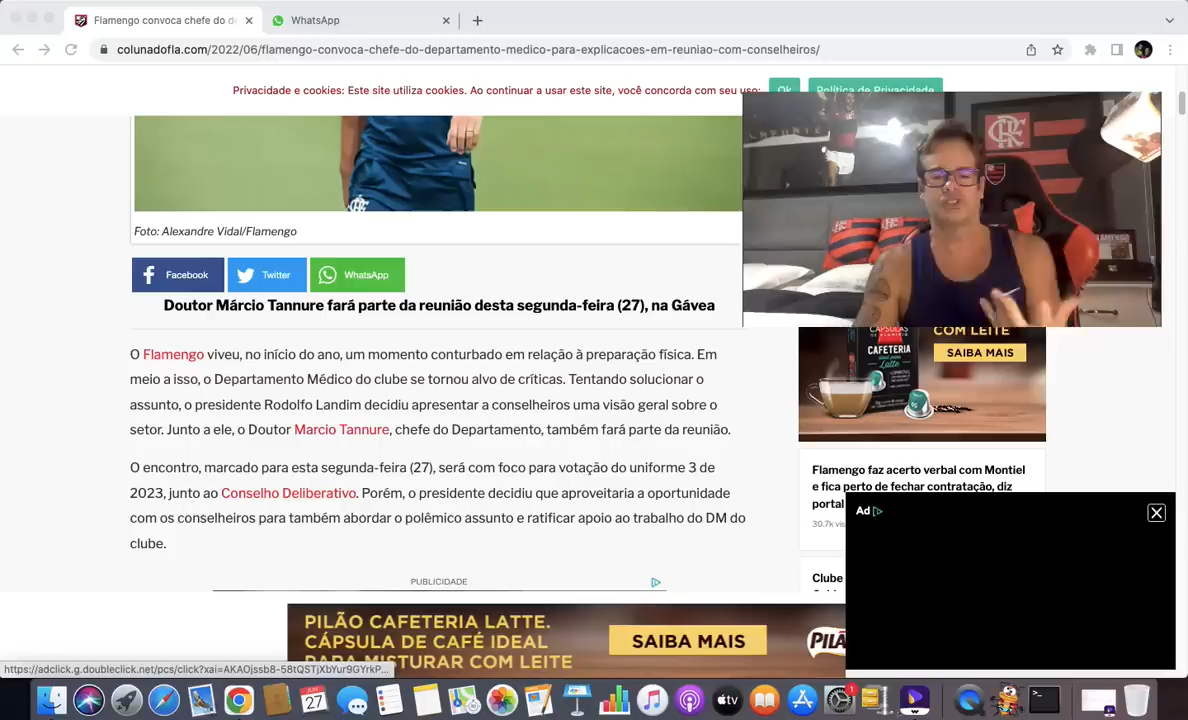 Flamengo convoca chefe do d
WhatsApp
colunadofla.com/2022/06/flamengo-convoca-chefe-do-departamento-medico-para-explicacoes-em-reuniao-com-conselheiros/
Privacidade e cookies: Este site utiliza cookies. Ao continuar a usar este site, você concorda com seu uso:
Ok
Política de Privacidade
Foto: Alexandre Vidal/Flamengo
Facebook
Twitter
WhatsApp
Doutor Márcio Tannure fará parte da reunião desta segunda-feira (27), na Gávea
O Flamengo viveu, no início do ano, um momento conturbado em relação à preparação física. Em
meio a isso, o Departamento Médico do clube se tornou alvo de críticas. Tentando solucionar o
assunto, o presidente Rodolfo Landim decidiu apresentar a conselheiros uma visão geral sobre o
setor. Junto a ele, o Doutor Marcio Tannure, chefe do Departamento, também fará parte da reunião.
O encontro, marcado para esta segunda-feira (27), será com foco para votação do uniforme 3 de
2023, junto ao Conselho Deliberativo. Porém, o presidente decidiu que aproveitaria a oportunidade
com os conselheiros para também abordar o polêmico assunto e ratificar apoio ao trabalho do DM do
clube.
COM LEITE
SAIBA MAIS
CÁPSULAS
CAFETERIA
Latte
Flamengo faz acerto verbal com Montiel
e fica perto de fechar contratação, diz
portal
30.7k vis
Clube
Ad
PUBLICIDADE
PILÃO CAFETERIA LATTE.
CÁPSULA DE CAFÉ IDEAL
PARA MISTURAR COM LEITE
SAIBA MAIS
PILÃ
https://adclick.g.doubleclick.net/pcs/click?xai=AKAOjssb8-58tQSTjXbYur9GYrkP...
JUN
27
tv
1